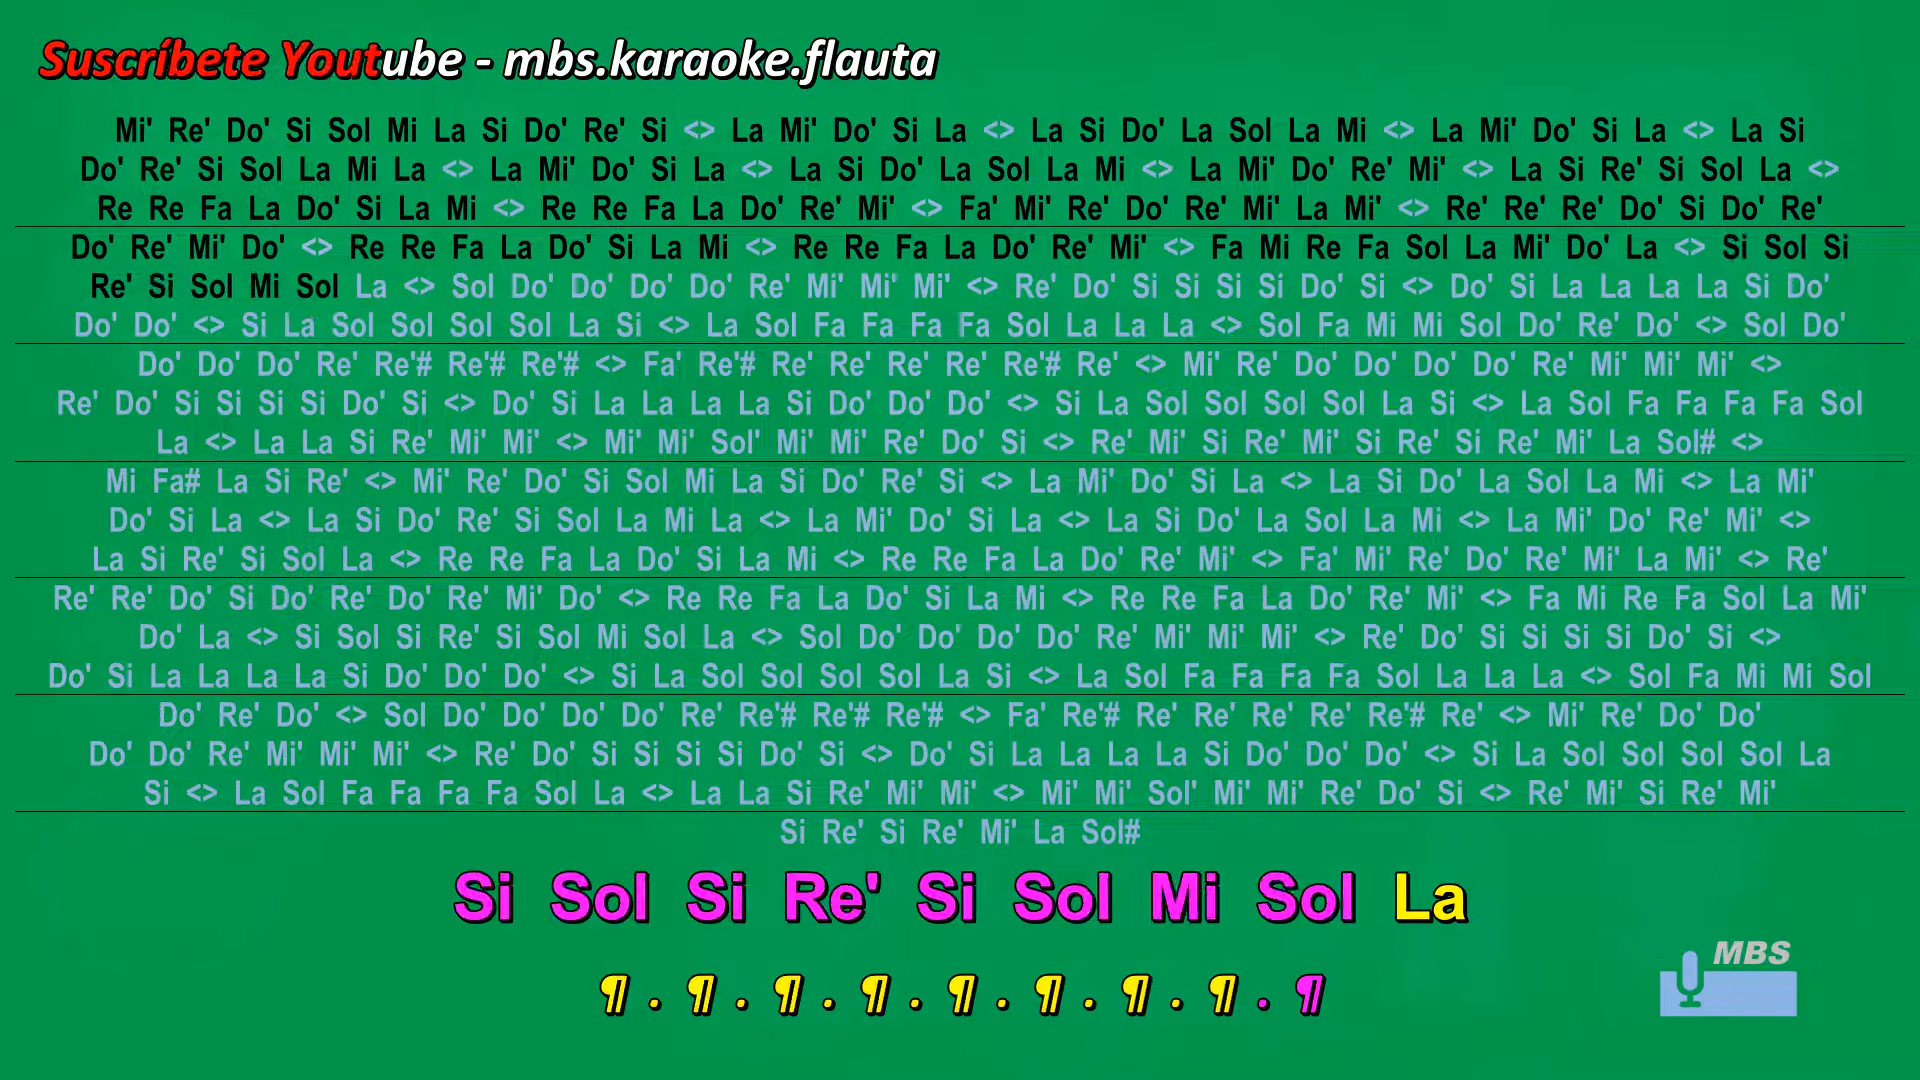 Suscríbete Youtube - mbs.karaoke.flauta
Mi' Re' Do' Si Sol Mi La Si Do' Re' Si <> La Mi' Do' Si La <> La Si Do' La Sol La Mi <> La Mi' Do' Si La <> La Si
Do' Re' Si Sol La Mi La <> La Mi' Do' Si La <> La Si Do' La Sol La Mi <> La Mi' Do' Re' Mi' <> La Si Re' Si Sol La <>
Re Re Fa La Do' Si La Mi <> Re Re Fa La Do' Re' Mi' <> Fa' Mi' Re' Do' Re' Mi' La Mi' <> Re' Re' Re' Do' Si Do' Re'
Do' Re' Mi' Do' <> Re Re Fa La Do' Si La Mi <> Re Re Fa La Do' Re' Mi' <> Fa Mi Re Fa Sol La Mi' Do' La <> Si Sol Si
Re' Si Sol Mi Sol La <> Sol Do' Do' Do' Do' Re' Mi' Mi' Mi' <> Re' Do' Si Si Si Si Do' Si <> Do' Si La La La La Si Do'
Do' Do' <> Si La Sol Sol Sol Sol La Si <> La Sol Fa Fa Fa Fa Sol La La La <> Sol Fa Mi Mi Sol Do' Re' Do' <> Sol Do'
Do' Do' Do' Re' Re'# Re'# Re'# <> Fa' Re'# Re' Re' Re' Re' Re'# Re' <> Mi' Re' Do' Do' Do' Do' Re' Mi' Mi' Mi' <>
Re' Do' Si Si Si Si Do' Si <> Do' Si La La La La Si Do' Do' Do' <> Si La Sol Sol Sol Sol La Si <> La Sol Fa Fa Fa Fa Sol
La <> La La Si Re' Mi' Mi' <> Mi' Mi' Sol' Mi' Mi' Re' Do' Si <> Re' Mi' Si Re' Mi' Si Re' Si Re' Mi' La Sol# <>
Mi Fa# La Si Re' <> Mi' Re' Do' Si Sol Mi La Si Do' Re' Si <> La Mi' Do' Si La <> La Si Do' La Sol La Mi <> La Mi'
Do' Si La <> La Si Do' Re' Si Sol La Mi La <> La Mi' Do' Si La <> La Si Do' La Sol La Mi <> La Mi' Do' Re' Mi' <>
La Si Re' Si Sol La <> Re Re Fa La Do' Si La Mi <> Re Re Fa La Do' Re' Mi' <> Fa' Mi' Re' Do' Re' Mi' La Mi' <> Re'
Re' Re' Do' Si Do' Re' Do' Re' Mi' Do' <> Re Re Fa La Do' Si La Mi <> Re Re Fa La Do' Re' Mi' <> Fa Mi Re Fa Sol La Mi'
Do' La <> Si Sol Si Re' Si Sol Mi Sol La <> Sol Do' Do' Do' Do' Re' Mi' Mi' Mi' <> Re' Do' Si Si Si Si Do' Si <>
Do' Si La La La La Si Do' Do' Do' <> Si La Sol Sol Sol Sol La Si <> La Sol Fa Fa Fa Fa Sol La La La <> Sol Fa Mi Mi Sol
Do' Re' Do' <> Sol Do' Do' Do' Do' Re' Re'# Re'# Re'# <> Fa' Re'# Re' Re' Re' Re' Re'# Re' <> Mi' Re' Do' Do'
Do' Do' Re' Mi' Mi' Mi' <> Re' Do' Si Si Si Si Do' Si <> Do' Si La La La La Si Do' Do' Do' <> Si La Sol Sol Sol Sol La
Si <> La Sol Fa Fa Fa Fa Sol La <> La La Si Re' Mi' Mi' <> Mi' Mi' Sol' Mi' Mi' Re' Do' Si <> Re' Mi' Si Re' Mi'
Si Re' Si Re' Mi' La Sol#
Si Sol Si Re' Si Sol Mi Sol La
¶ . ¶ . ¶ . ¶ . ¶ . ¶ . ¶ . ¶ . ¶
MBS